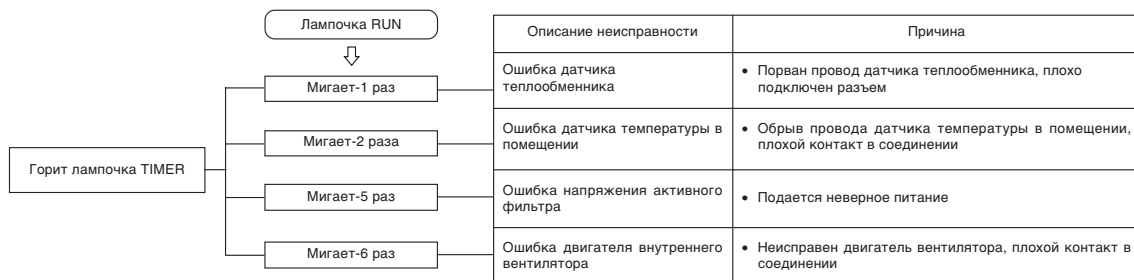 Лампочка RUN
Описание неисправности
Причина
Горит лампочка TIMER
Мигает-1 раз
Ошибка датчика
теплообменника
• Порван провод датчика теплообменника, плохо
подключен разъем
Мигает-2 раза
Ошибка датчика температуры в
помещении
• Обрыв провода датчика температуры в помещении,
плохой контакт в соединении
Мигает-5 раз
Ошибка напряжения активного
фильтра
• Подается неверное питание
Мигает-6 раз
Ошибка двигателя внутреннего
вентилятора
• Неисправен двигатель вентилятора, плохой контакт в
соединении